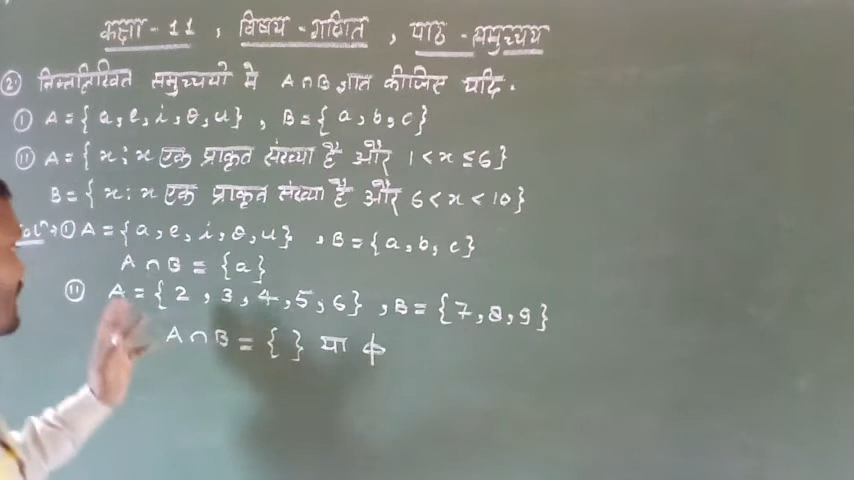 कक्षा - 11 , विषय - गणित , पाठ - समुच्चय
② निम्नलिखित समुच्चयों में A∩B ज्ञात कीजिए यदि.
① A = { a, e, i, o, u } , B = { a, b, c }
⑪ A = { x : x एक प्राकृत संख्या है और 1 < x ≤ 6 }
B = { x : x एक प्राकृत संख्या है और 6 < x < 10 }
Solⁿ → ① A = { a, e, i, o, u } , B = { a, b, c }
A ∩ B = { a }
⑪ A = { 2 , 3 , 4 , 5 , 6 } , B = { 7 , 8 , 9 }
A ∩ B = { } या ϕ